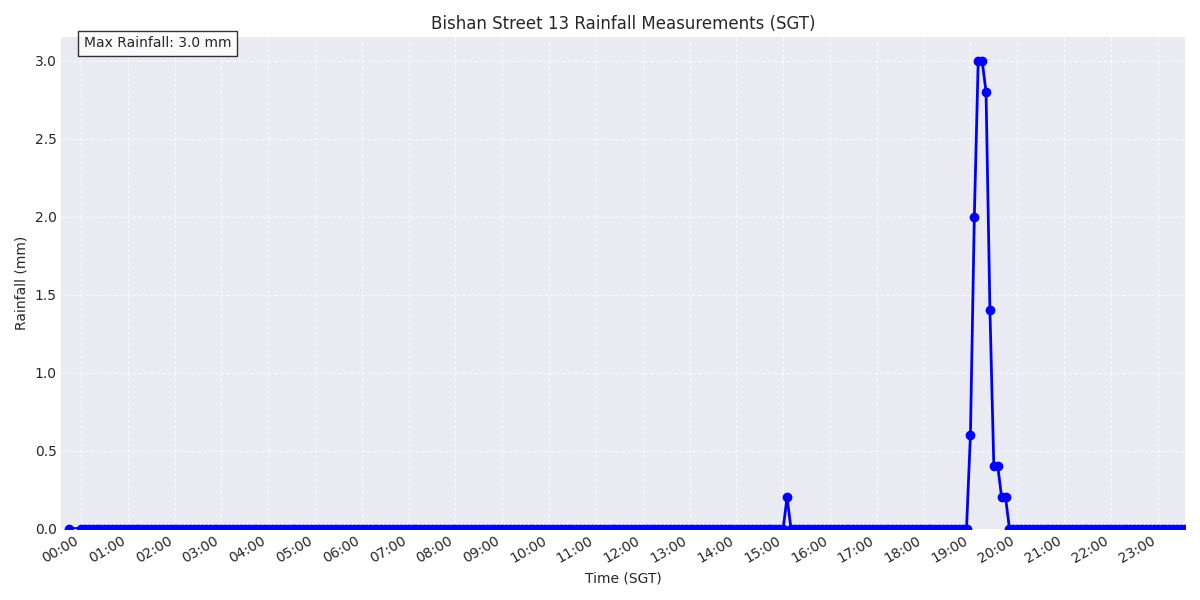 Bishan Street 13 Rainfall Measurements (SGT)
Max Rainfall: 3.0 mm
3.0
2.5
2.0
1.5
1.0
0.5
0.0
Rainfall (mm)
00:00 01:00 02:00 03:00 04:00 05:00 06:00 07:00 08:00 09:00 10:00 11:00 12:00 13:00 14:00 15:00 16:00 17:00 18:00 19:00 20:00 21:00 22:00 23:00
Time (SGT)